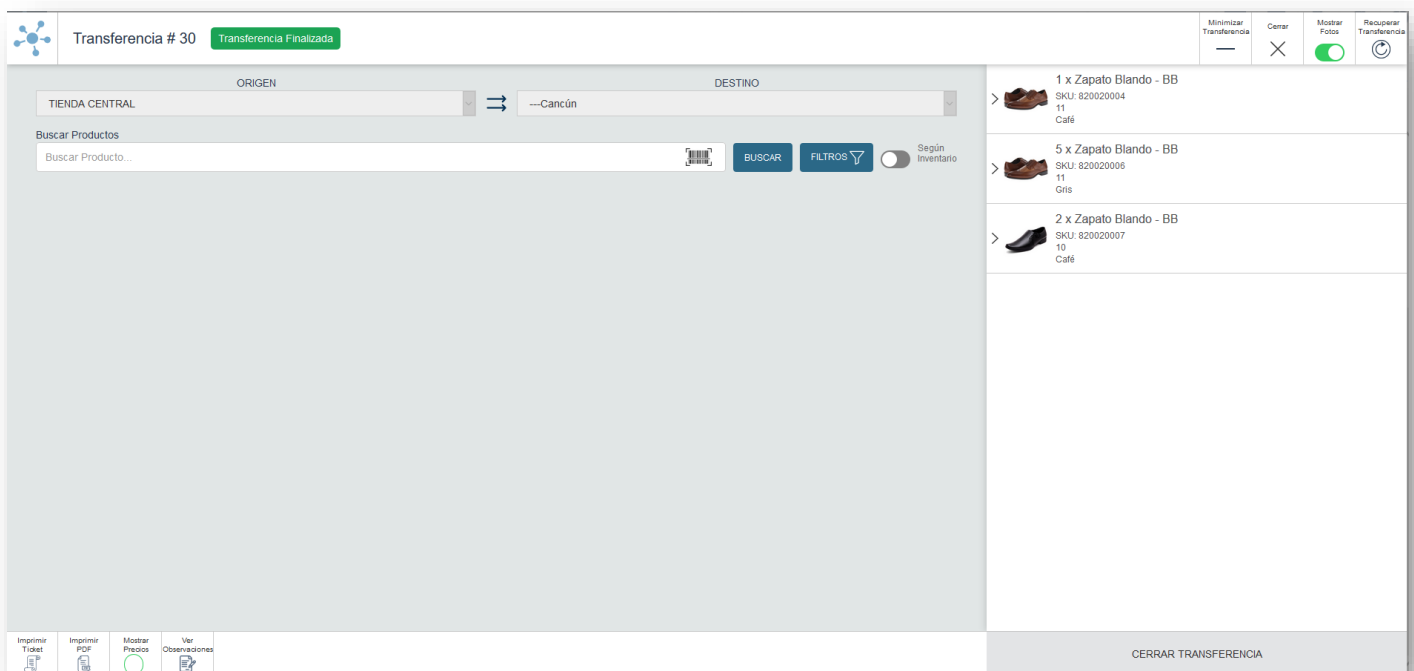 Transferencia # 30
Transferencia Finalizada
Minimizar
Transferencia
Cerrar
Mostrar
Fotos
Recuperar
Transferencia
ORIGEN
DESTINO
TIENDA CENTRAL
---Cancún
Buscar Productos
Buscar Producto...
BUSCAR
FILTROS
Según
Inventario
1 x Zapato Blando - BB
SKU: 820020004
11
Café
5 x Zapato Blando - BB
SKU: 820020006
11
Gris
2 x Zapato Blando - BB
SKU: 820020007
10
Café
Imprimir
Ticket
Imprimir
PDF
Mostrar
Precios
Ver
Observaciones
CERRAR TRANSFERENCIA